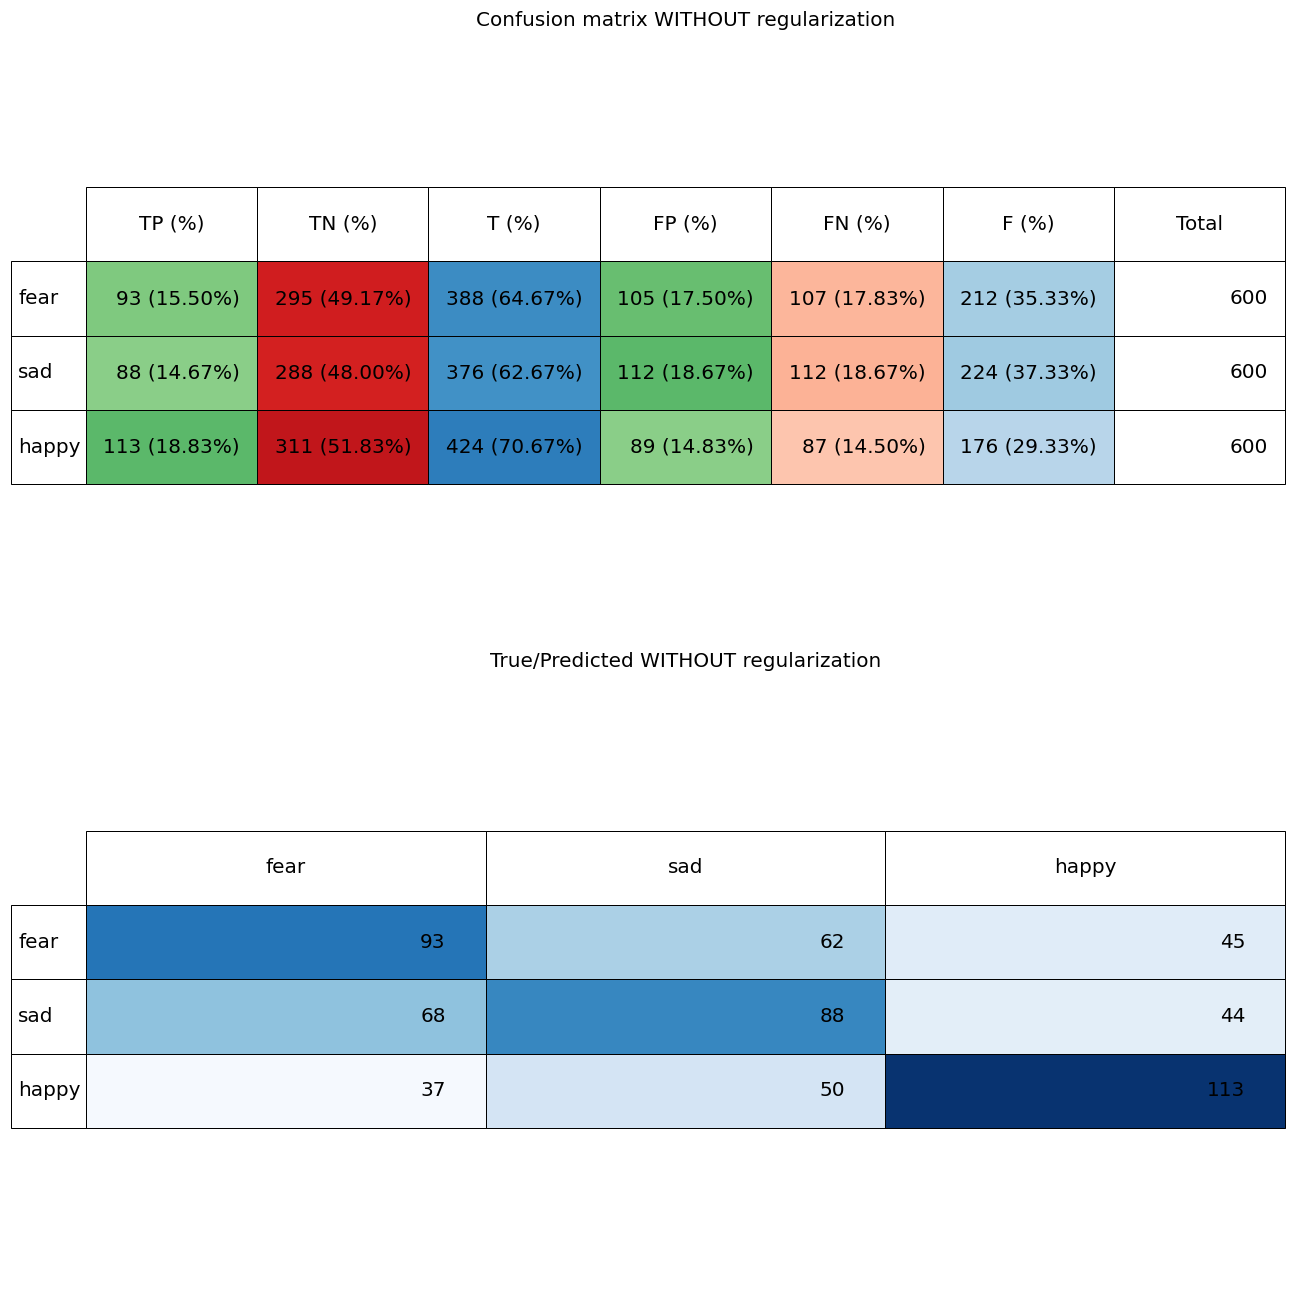 Confusion matrix WITHOUT regularization
TP (%) TN (%) T (%) FP (%) FN (%) F (%) Total
fear 93 (15.50%) 295 (49.17%) 388 (64.67%) 105 (17.50%) 107 (17.83%) 212 (35.33%) 600
sad 88 (14.67%) 288 (48.00%) 376 (62.67%) 112 (18.67%) 112 (18.67%) 224 (37.33%) 600
happy 113 (18.83%) 311 (51.83%) 424 (70.67%) 89 (14.83%) 87 (14.50%) 176 (29.33%) 600
True/Predicted WITHOUT regularization
fear sad happy
fear 93 62 45
sad 68 88 44
happy 37 50 113